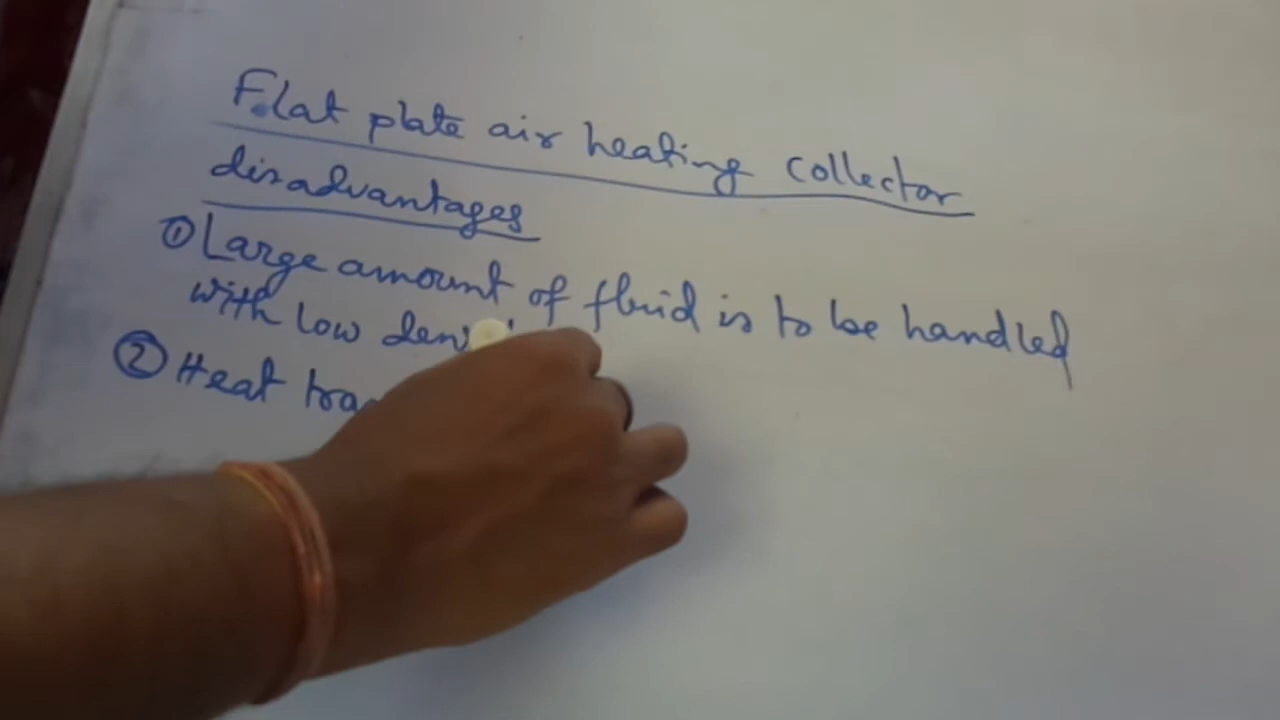 Flat plate air heating collector
disadvantages
① Large amount of fluid is to be handled
with low
② Heat